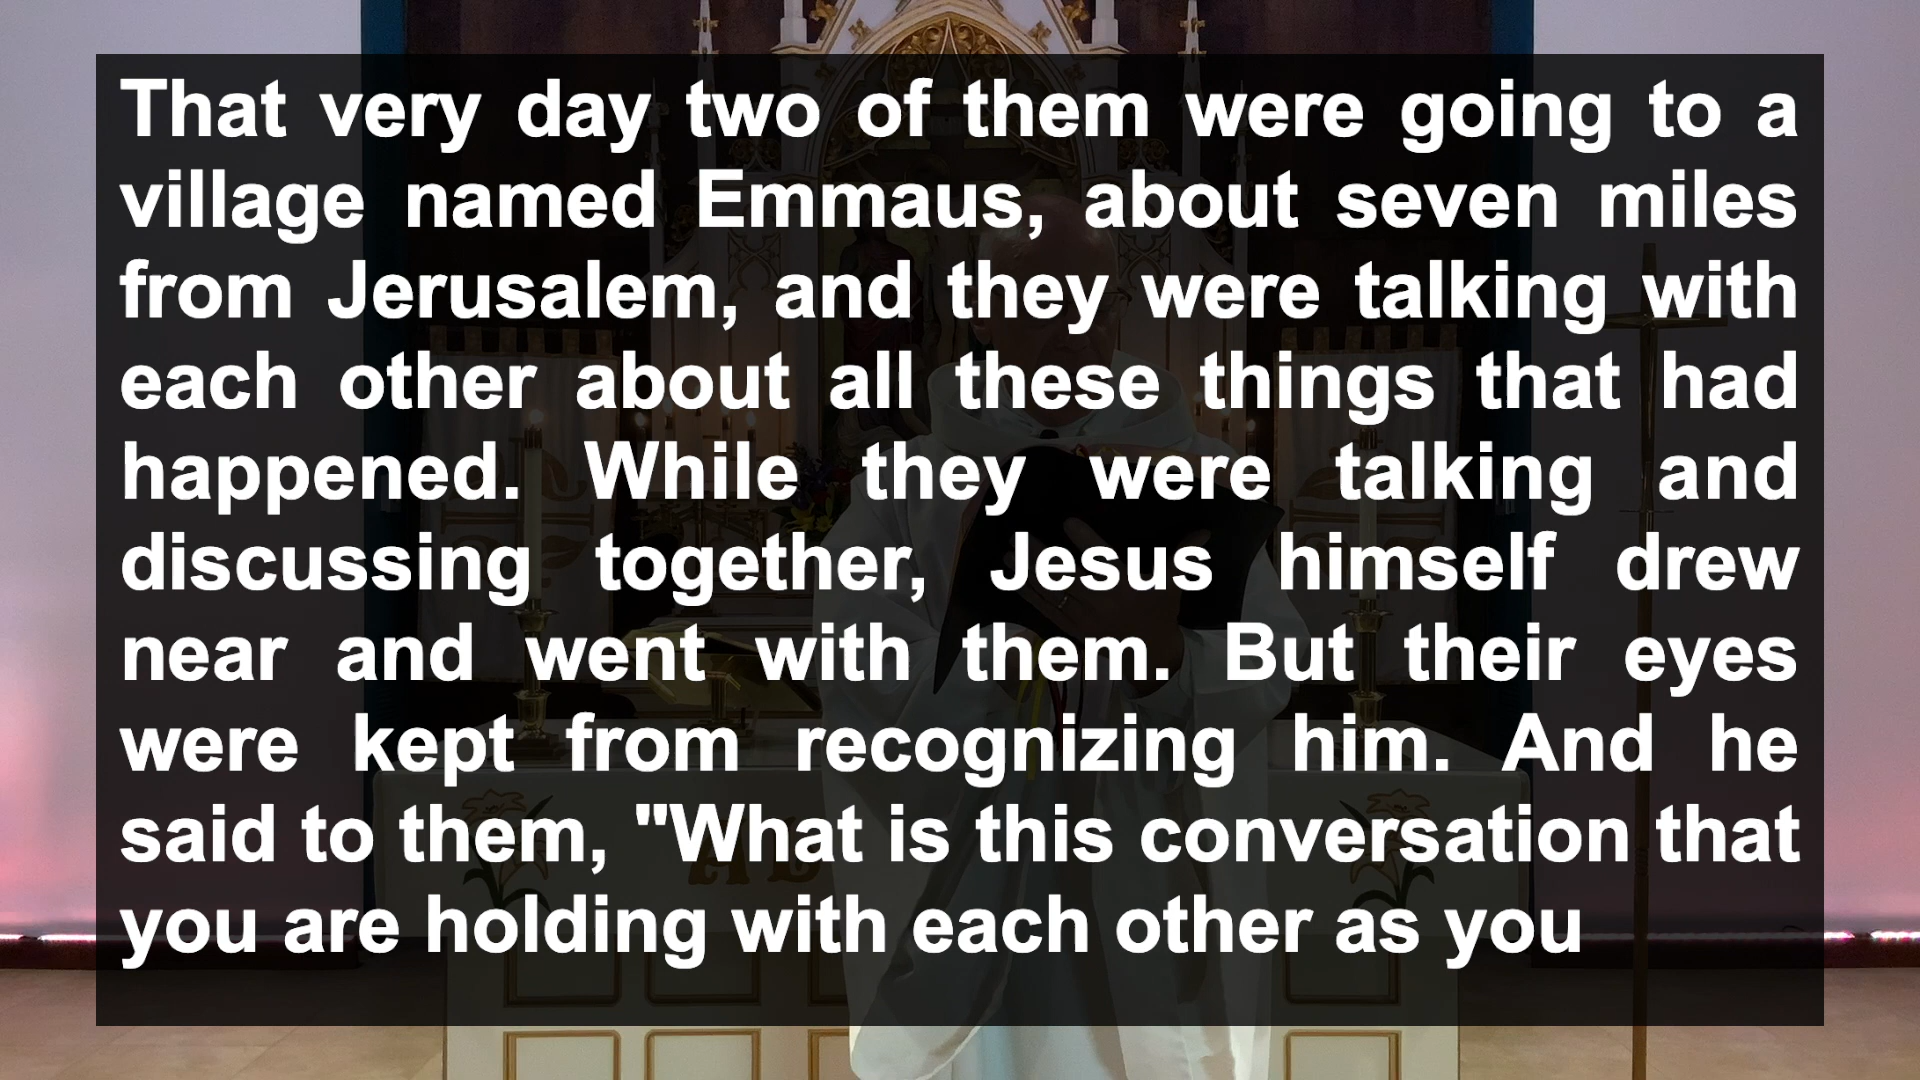 That very day two of them were going to a
village named Emmaus, about seven miles
from Jerusalem, and they were talking with
each other about all these things that had
happened. While they were talking and
discussing together, Jesus himself drew
near and went with them. But their eyes
were kept from recognizing him. And he
said to them, "What is this conversation that
you are holding with each other as you